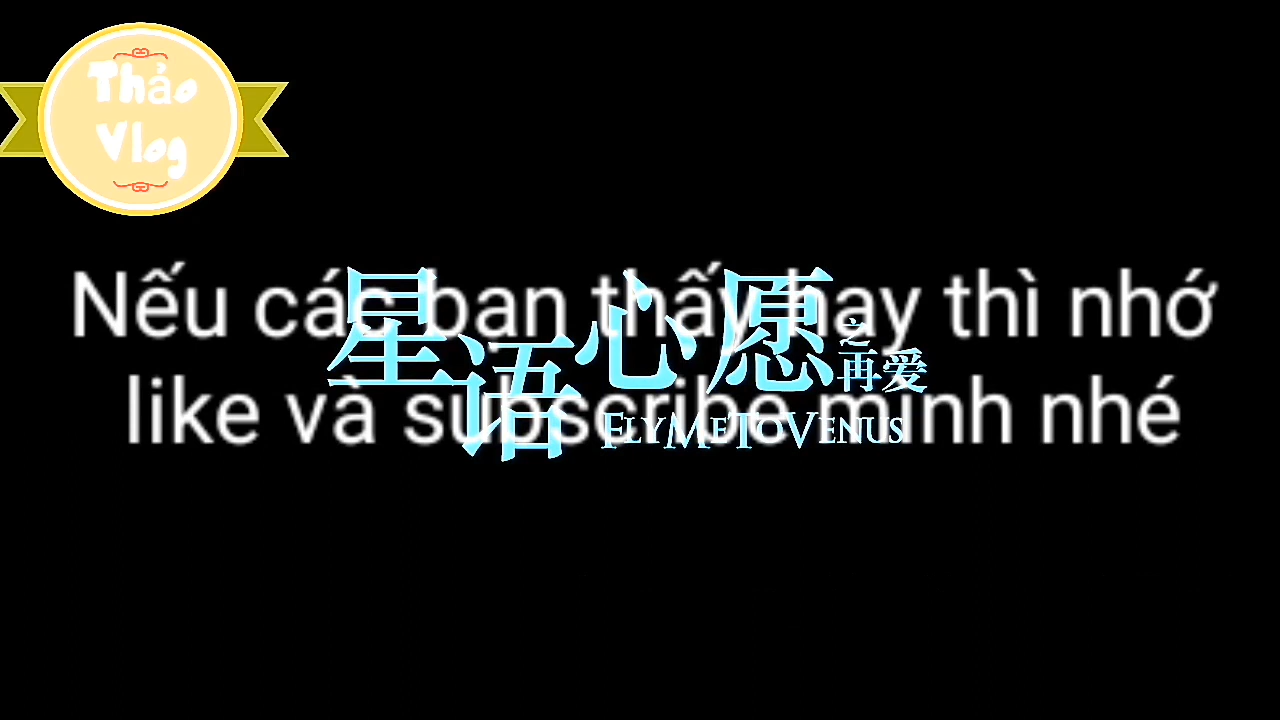 Thảo
Vlog
Nếu các bạn thấy hay thì nhớ
like và subscribe mình nhé
星语心愿
之
再爱
FLYMETOVENUS